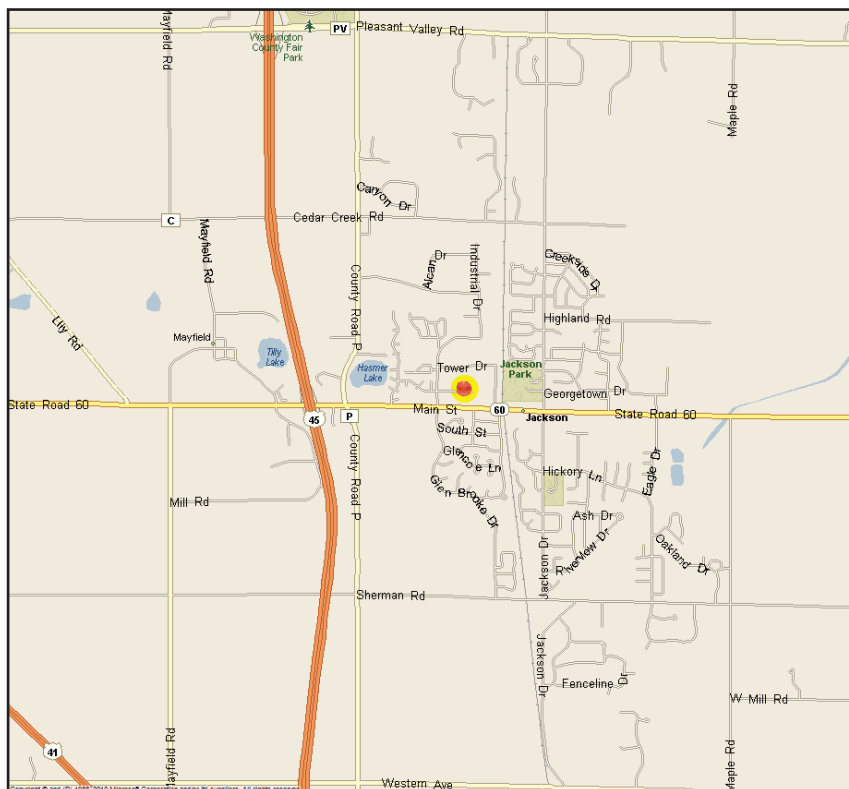 Mayfield Rd
Washington
County Fair
Park
PV
Pleasant Valley Rd
Maple Rd
Canyon Dr
C
Cedar Creek Rd
Mayfield Rd
County Road P
Alcan Dr
Industrial Dr
Creekside Dr
Lily Rd
Highland Rd
Mayfield
Tilly
Lake
Hasmer
Lake
Tower Dr
Jackson
Park
Georgetown Dr
State Road 60
45
P
Main St
60
Jackson
State Road 60
South St
Glencoe Ln
County Road P
Glen Brooke Dr
Hickory Ln
Eagle Dr
Mill Rd
Ash Dr
Riverview Dr
Oakland Dr
Jackson Dr
Sherman Rd
Jackson Dr
Fenceline Dr
W Mill Rd
41
Mayfield Rd
Maple Rd
Western Ave